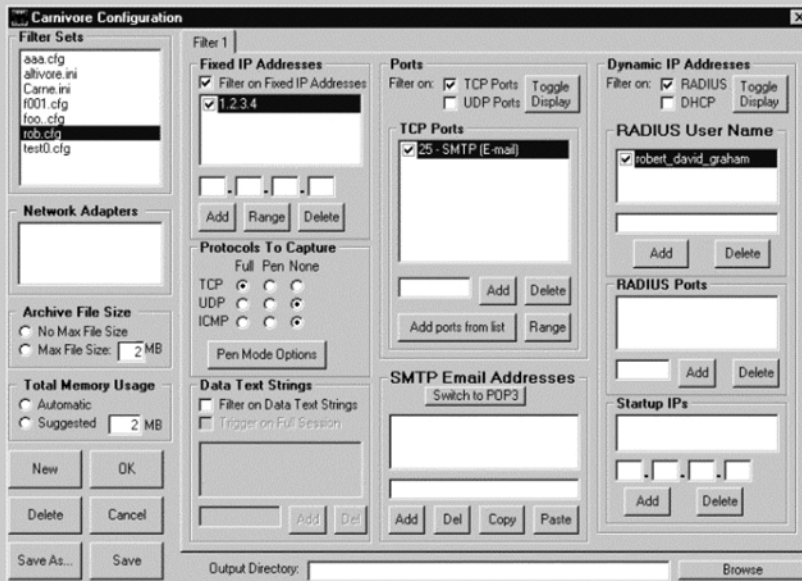 Carnivore Configuration
Filter Sets
aaa.cfg
altivore.ini
Carne.ini
f001.cfg
foo..cfg
rob.cfg
test0.cfg
Network Adapters
Archive File Size
No Max File Size
Max File Size: 2 MB
Total Memory Usage
Automatic
Suggested 2 MB
New OK
Delete Cancel
Save As... Save
Filter 1
Fixed IP Addresses
Filter on Fixed IP Addresses
1.2.3.4
. . .
Add Range Delete
Protocols To Capture
Full Pen None
TCP
UDP
ICMP
Pen Mode Options
Data Text Strings
Filter on Data Text Strings
Trigger on Full Session
Add Del
Ports
Filter on: TCP Ports
UDP Ports
Toggle
Display
TCP Ports
25 - SMTP (E-mail)
Add Delete
Add ports from list Range
SMTP Email Addresses
Switch to POP3
Add Del Copy Paste
Dynamic IP Addresses
Filter on: RADIUS
DHCP
Toggle
Display
RADIUS User Name
robert_david_graham
Add Delete
RADIUS Ports
Add Delete
Startup IPs
. . .
Add Delete
Output Directory: Browse